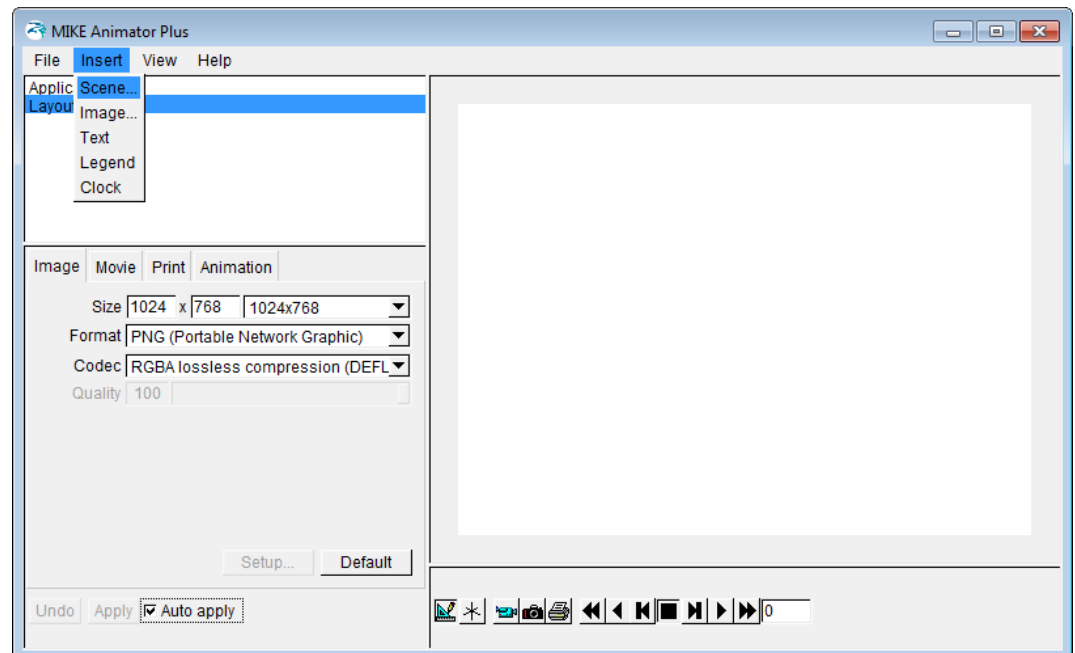 MIKE Animator Plus
File Insert View Help
Applic
Layout
Scene...
Image...
Text
Legend
Clock
Image Movie Print Animation
Size 1024 x 768 1024x768
Format PNG (Portable Network Graphic)
Codec RGBA lossless compression (DEFL
Quality 100
Setup... Default
Undo Apply Auto apply
0